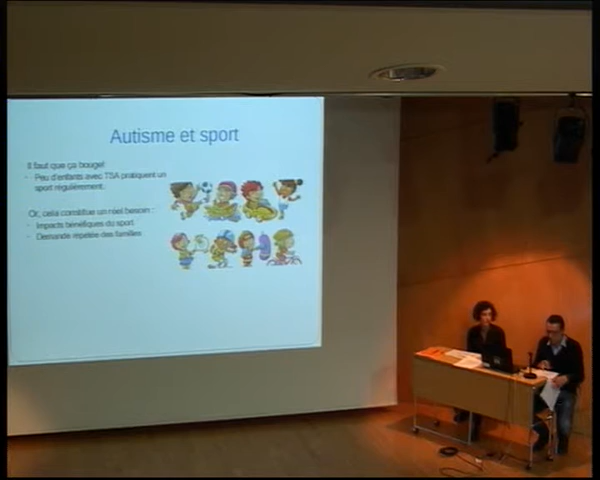 Autisme et sport
Il faut que ça bouge!
- Peu d'enfants avec TSA pratiquent un
sport régulièrement.
Or, cela constitue un réel besoin :
- Impacts bénéfiques du sport
- Demande répétée des familles